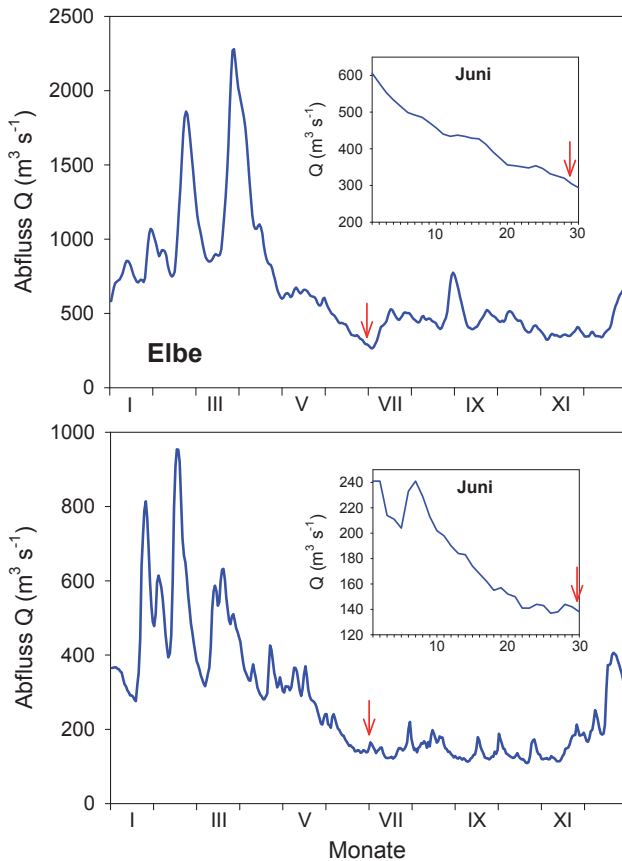 2500
2000
1500
1000
500
0
Abfluss Q (m³ s⁻¹)
Elbe
I III V VII IX XI
Juni
600
500
400
300
200
Q (m³ s⁻¹)
10 20 30
1000
800
600
400
200
0
Abfluss Q (m³ s⁻¹)
I III V VII IX XI
Monate
Juni
240
220
200
180
160
140
120
Q (m³ s⁻¹)
10 20 30